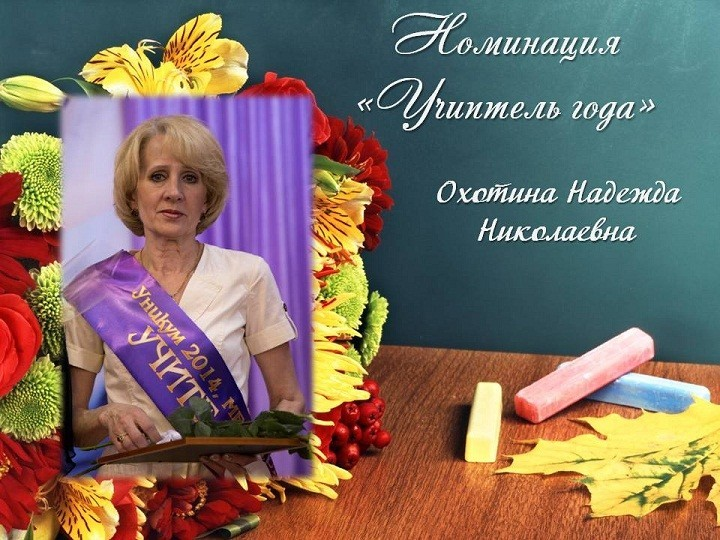 Номинация
«Учитель года»
Охотина Надежда
Николаевна
Уникум 2014,